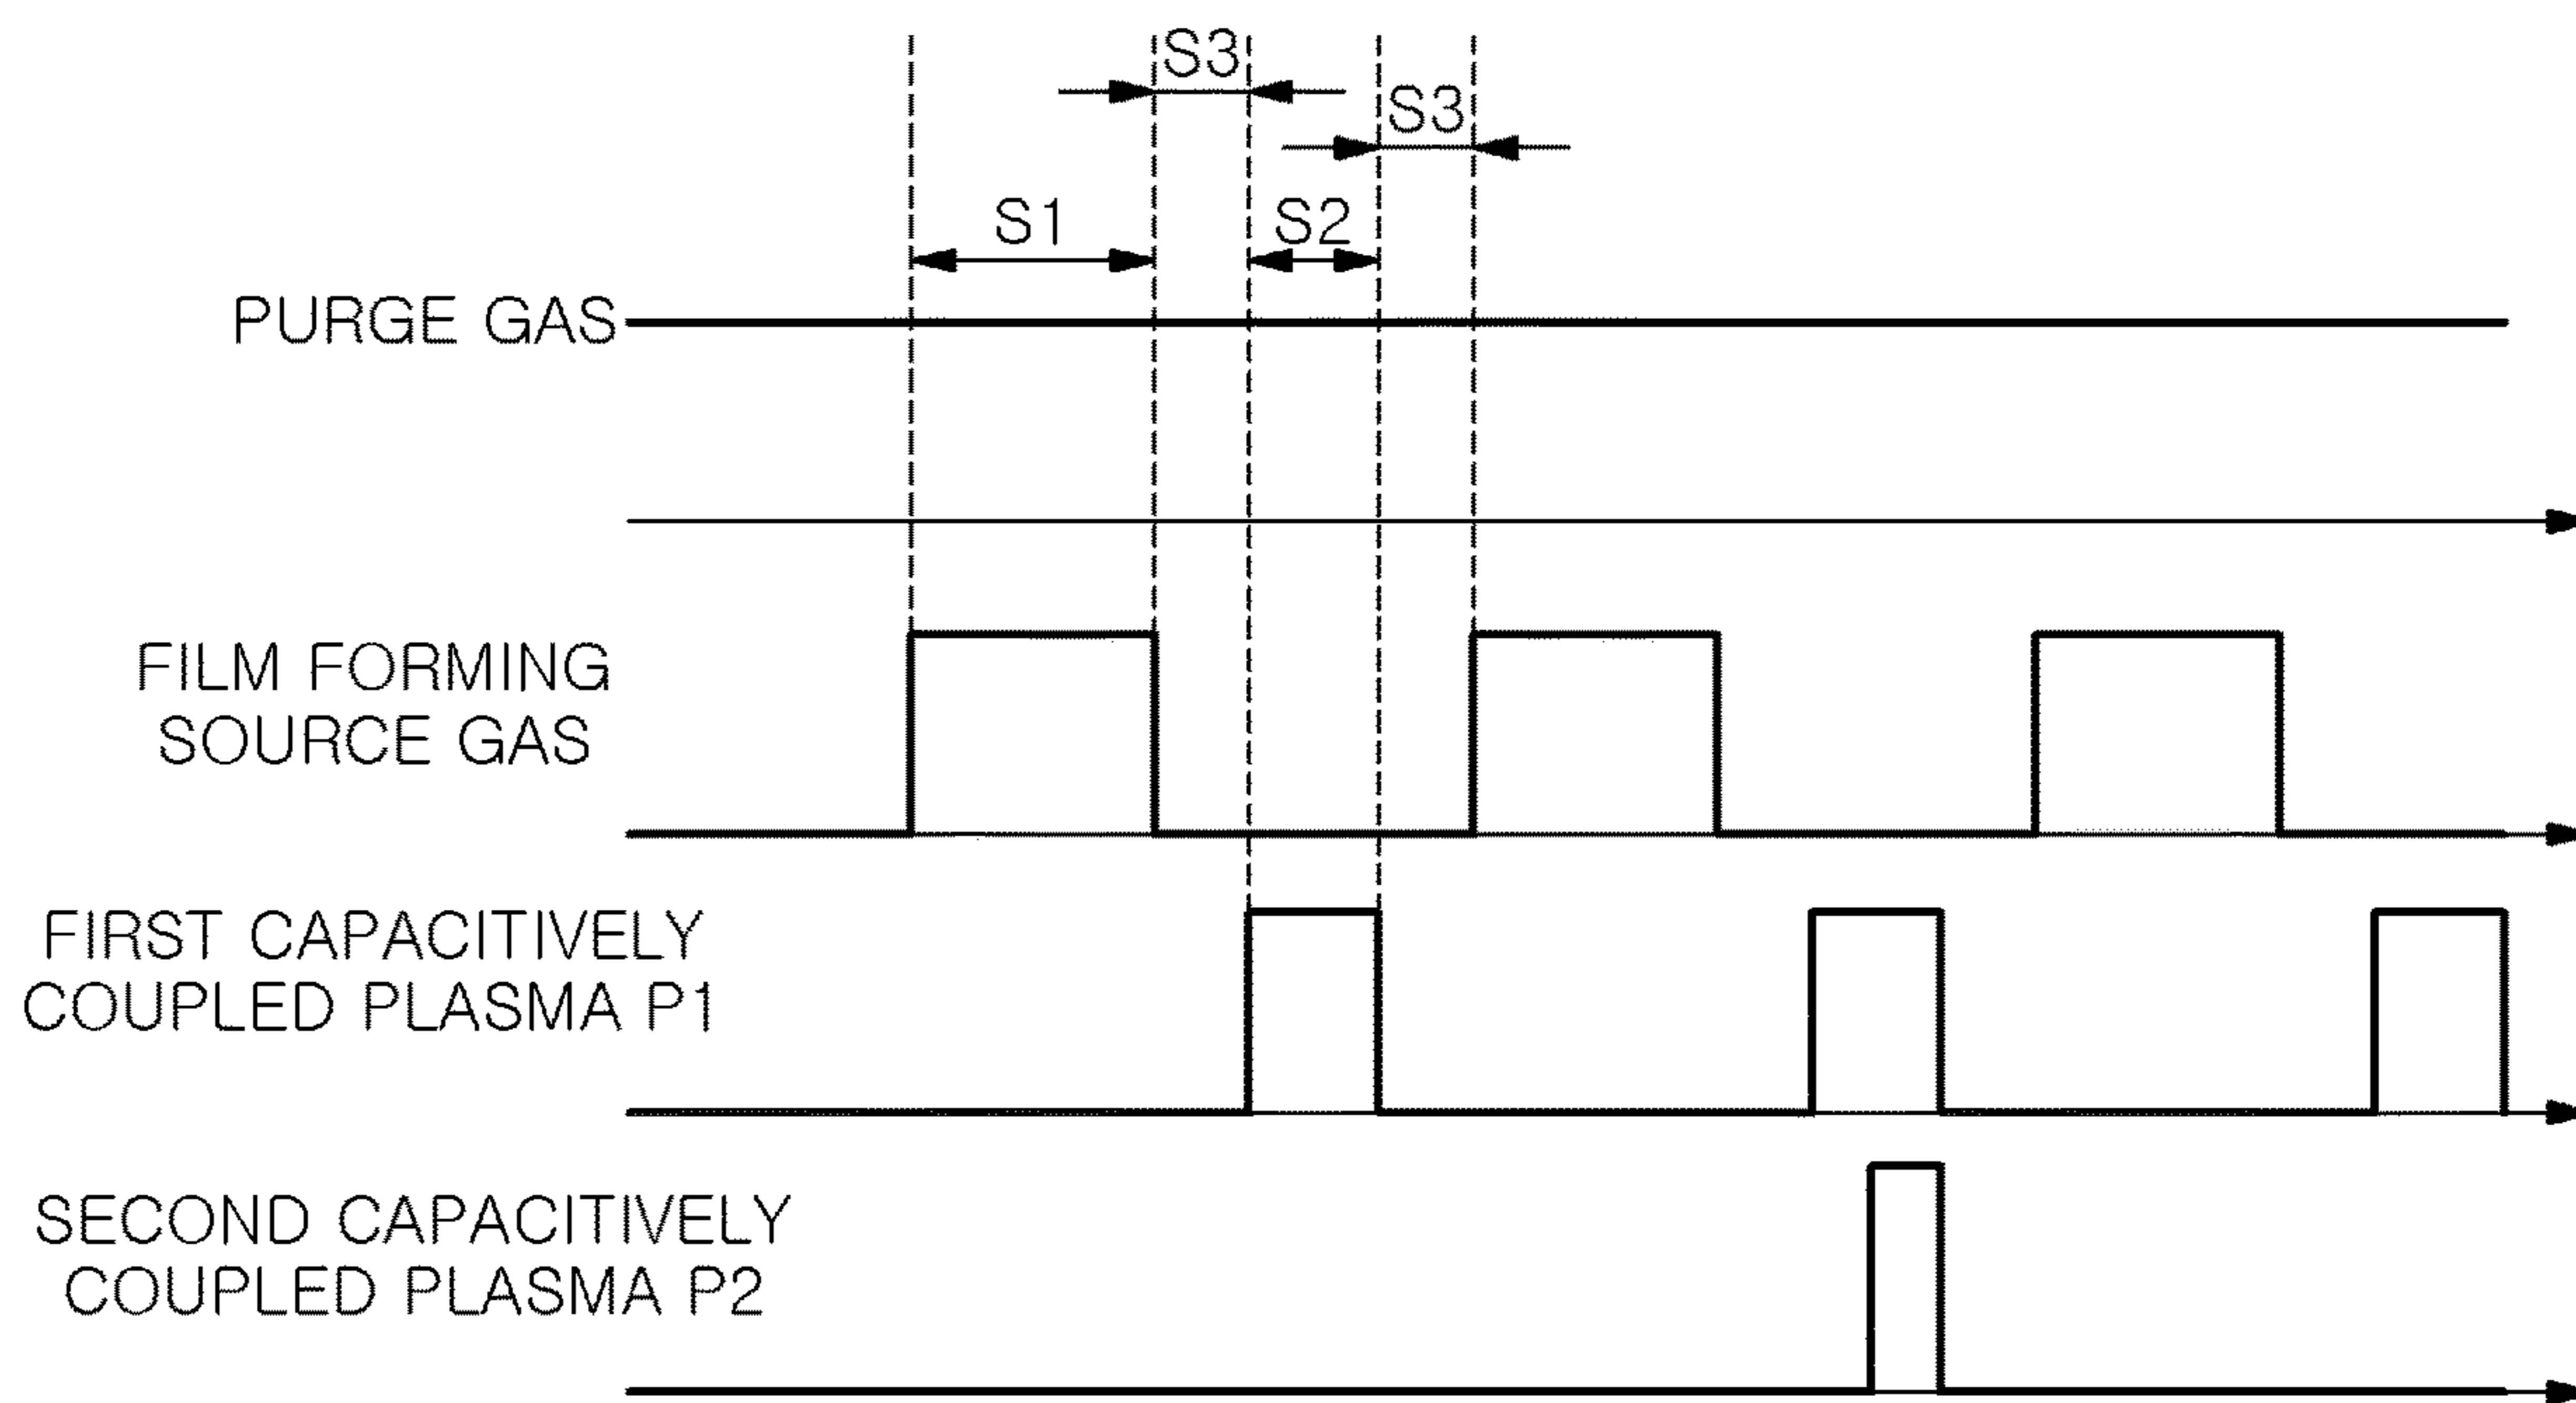 S3
S3
S1
S2
PURGE GAS
FILM FORMING
SOURCE GAS
FIRST CAPACITIVELY
COUPLED PLASMA P1
SECOND CAPACITIVELY
COUPLED PLASMA P2